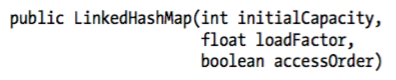 public LinkedHashMap(int initialCapacity,
float loadFactor,
boolean accessOrder)